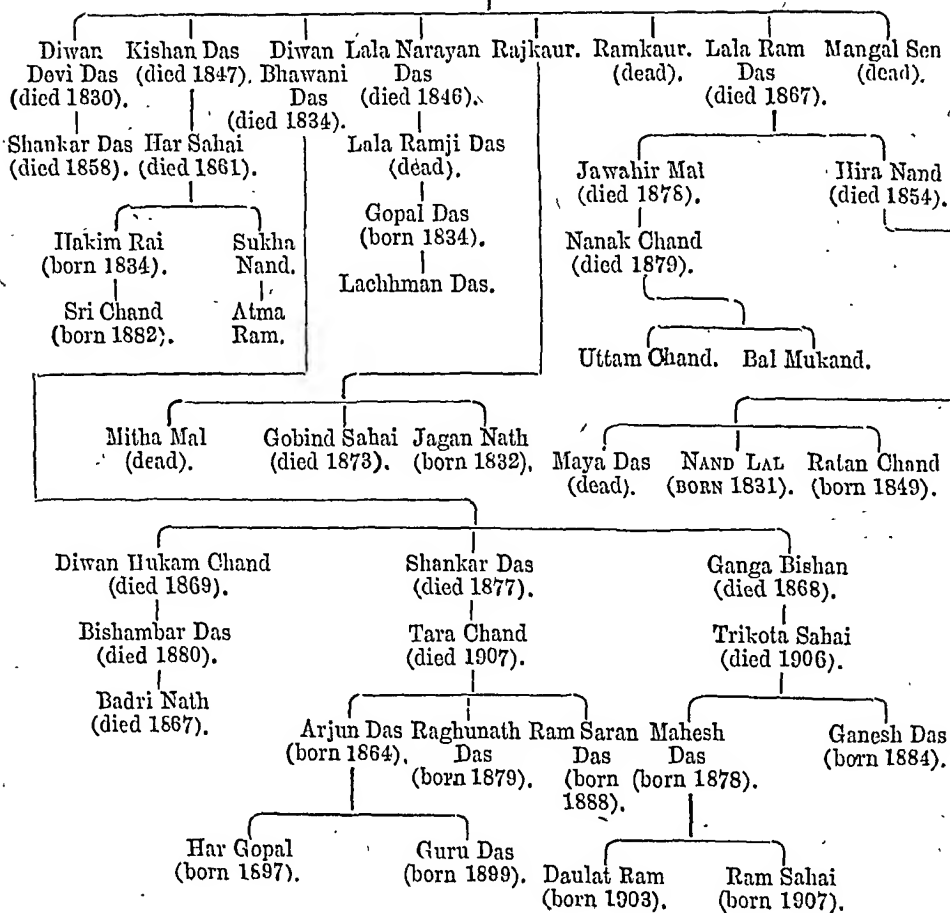 Diwan Kishan Das Diwan Lala Narayan Rajkaur. Ramkaur. Lala Ram Mangal Sen
Devi Das (died 1847). Bhawani Das (dead). Das (dead).
(died 1830). Das (died 1846). (died 1867).
(died 1834).
Shankar Das Har Sahai Lala Ramji Das
(died 1858). (died 1861). (dead).
Jawahir Mal Hira Nand
(died 1878). (died 1854).
Gopal Das
(born 1834).
Hakim Rai Sukha Nanak Chand
(born 1834). Nand. (died 1879).
Lachhman Das.
Sri Chand Atma
(born 1882). Ram.
Uttam Chand. Bal Mukand.
Mitha Mal Gobind Sahai Jagan Nath Maya Das NAND LAL Ratan Chand
(dead). (died 1873). (born 1832), (dead). (BORN 1831). (born 1849).
Diwan Hukam Chand Shankar Das Ganga Bishan
(died 1869). (died 1877). (died 1868).
Bishambar Das Tara Chand Trikota Sahai
(died 1880). (died 1907). (died 1906).
Badri Nath
(died 1867).
Arjun Das Raghunath Ram Saran Mahesh Ganesh Das
(born 1864), Das Das Das (born 1884).
(born 1879). (born (born 1878).
1888).
Har Gopal Guru Das
(born 1897). (born 1899).
Daulat Ram Ram Sahai
(born 1903). (born 1907).